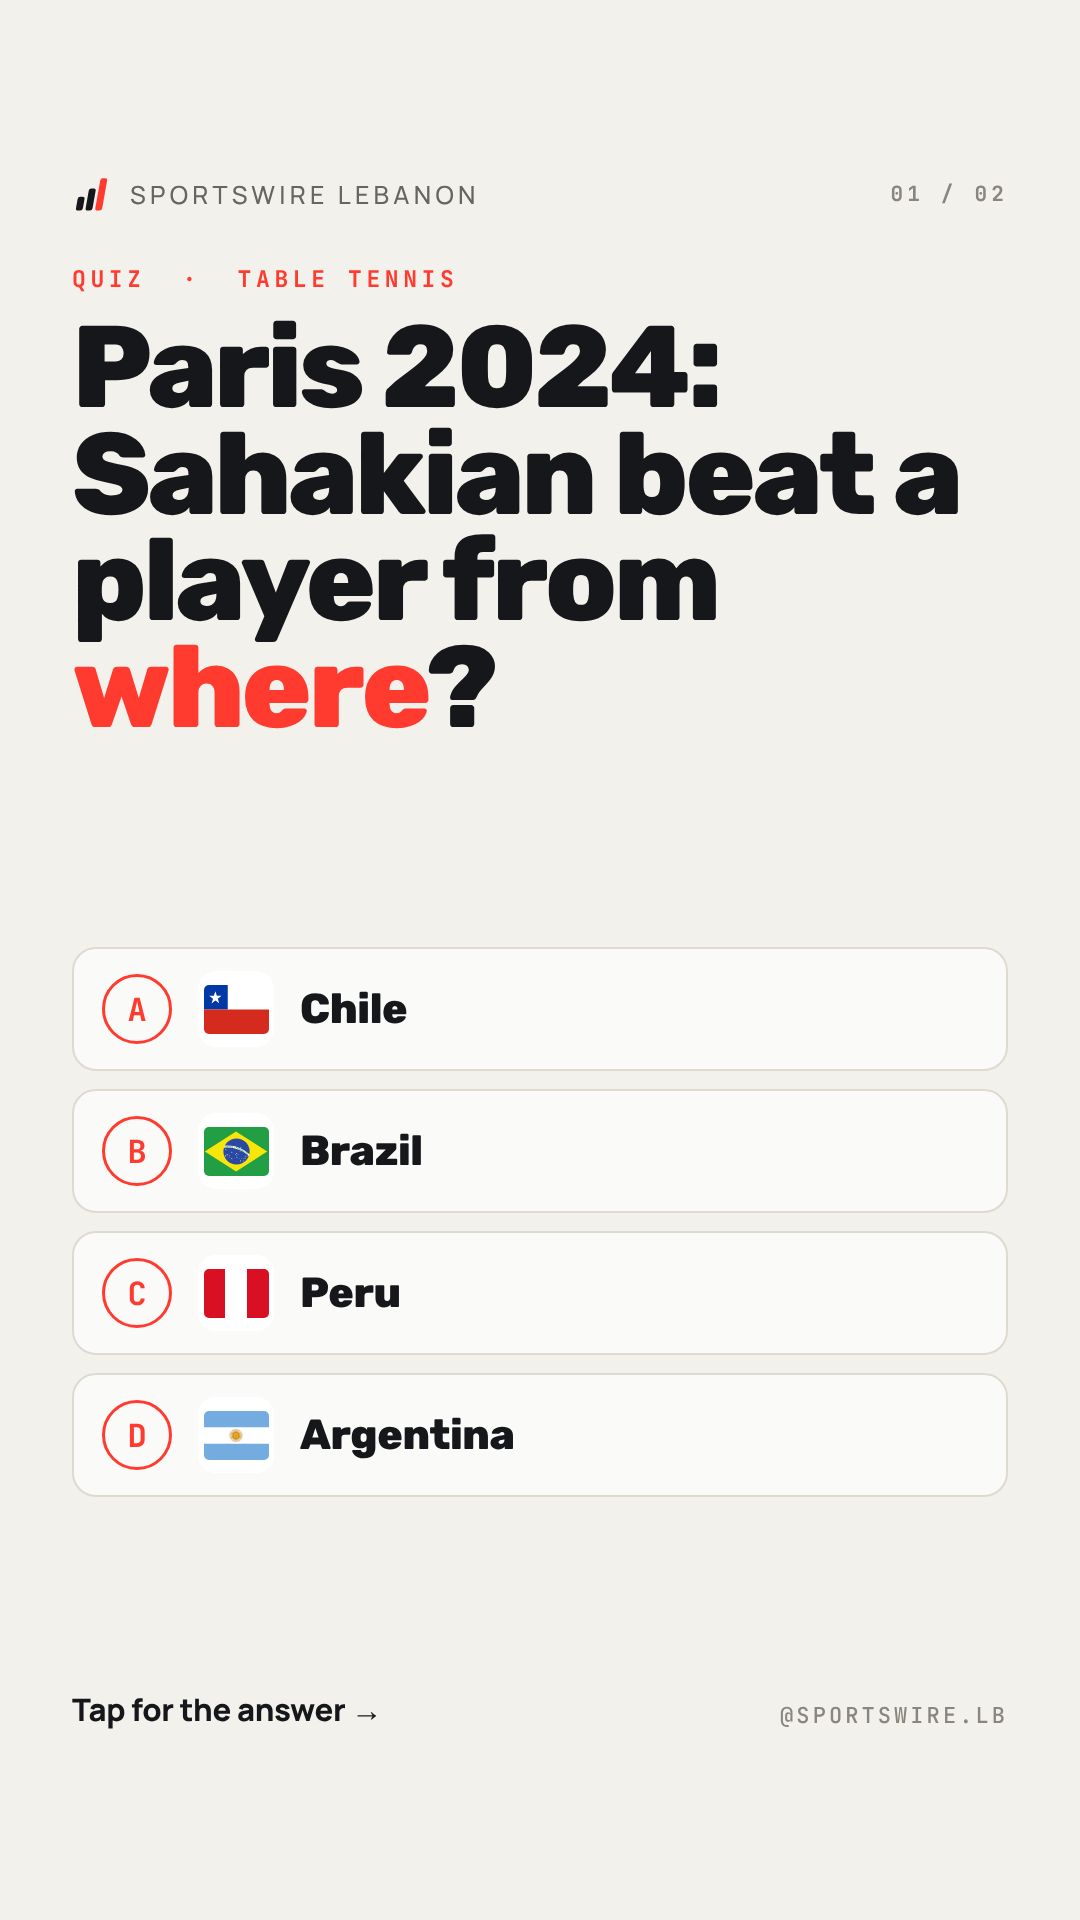 SPORTSWIRE LEBANON
01 / 02
QUIZ · TABLE TENNIS
Paris 2024:
Sahakian beat a
player from
where?
A Chile
B Brazil
C Peru
D Argentina
Tap for the answer →
@SPORTSWIRE.LB